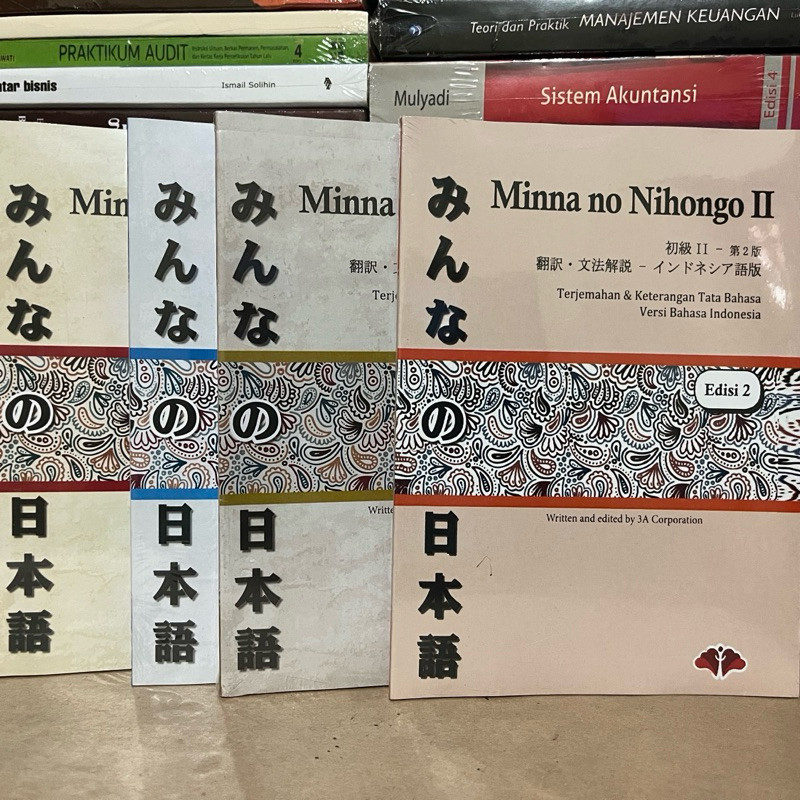 PRAKTIKUM AUDIT
4
tar bisnis
Ismail Solihin
Teori dan Praktik MANAJEMEN KEUANGAN
Mulyadi
Sistem Akuntansi
Edisi 4
みんなの日本語
Min
みんなの日本語
みんなの日本語
Minna
翻訳・
Terj
Writte
みんなの日本語
Minna no Nihongo II
初級 II - 第2版
翻訳・文法解説 - インドネシア語版
Terjemahan & Keterangan Tata Bahasa
Versi Bahasa Indonesia
Edisi 2
Written and edited by 3A Corporation